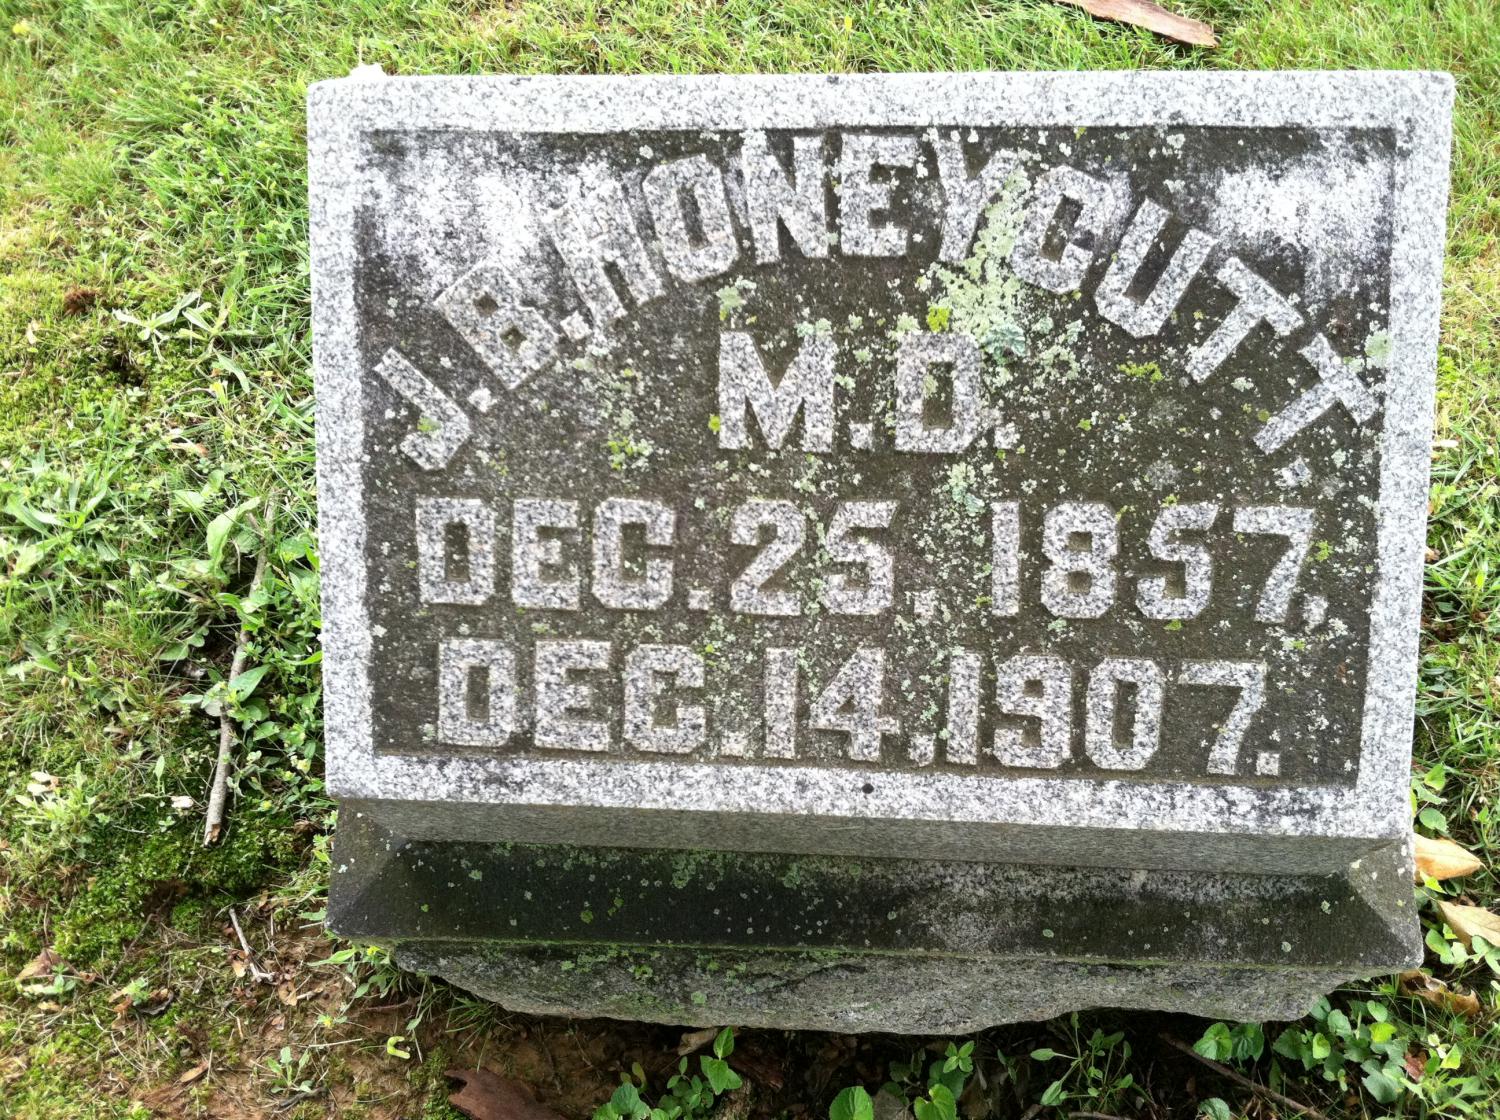 J.B. HONEYCUTT.
M.D.
DEC. 25, 1857,
DEC. 14, 1907.